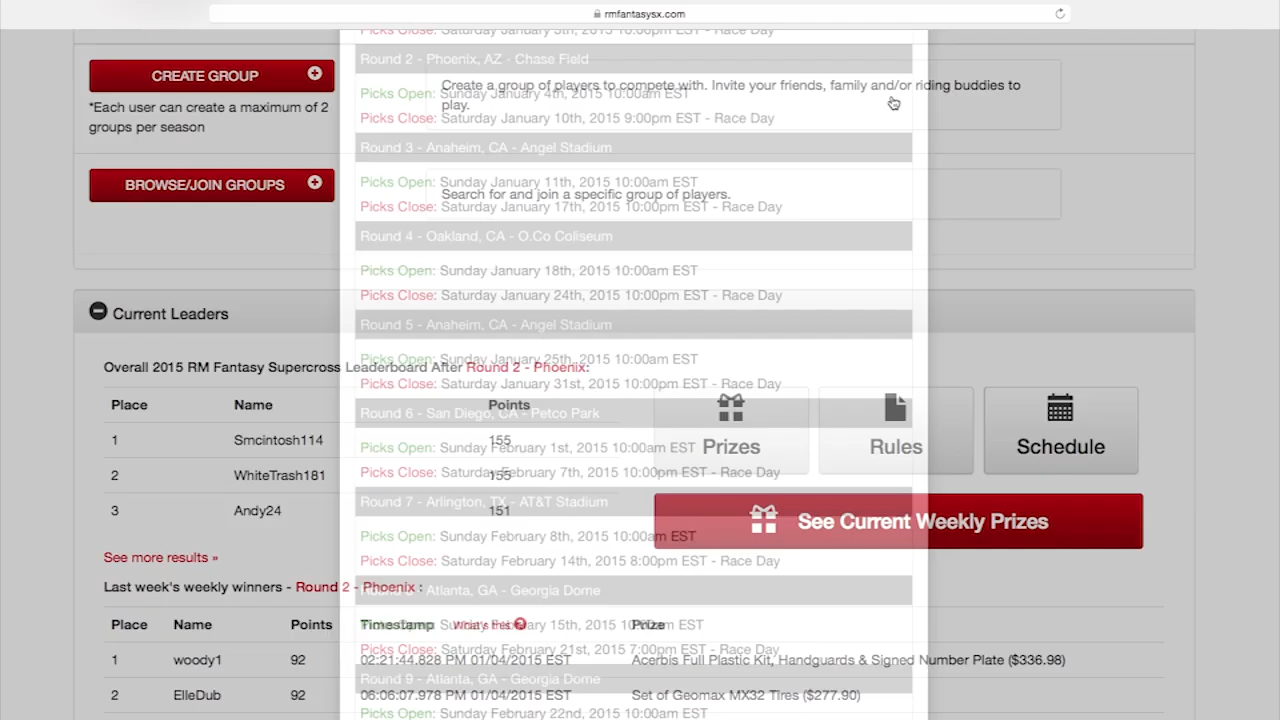 rmfantasysx.com
Picks Close: Saturday January 3rd, 2015 10:00pm EST - Race Day
Round 2 - Phoenix, AZ - Chase Field
CREATE GROUP
Create a group of players to compete with. Invite your friends, family and/or riding buddies to
play.
Picks Open: Sunday January 4th, 2015 10:00am EST
*Each user can create a maximum of 2
groups per season
Picks Close: Saturday January 10th, 2015 9:00pm EST - Race Day
Round 3 - Anaheim, CA - Angel Stadium
BROWSE/JOIN GROUPS
Picks Open: Sunday January 11th, 2015 10:00am EST
Search for and join a specific group of players.
Picks Close: Saturday January 17th, 2015 10:00pm EST - Race Day
Round 4 - Oakland, CA - O.Co Coliseum
Picks Open: Sunday January 18th, 2015 10:00am EST
Picks Close: Saturday January 24th, 2015 10:00pm EST - Race Day
Current Leaders
Round 5 - Anaheim, CA - Angel Stadium
Picks Open: Sunday January 25th, 2015 10:00am EST
Overall 2015 RM Fantasy Supercross Leaderboard After Round 2 - Phoenix:
Picks Close: Saturday January 31st, 2015 10:00pm EST - Race Day
Place Name Points
Round 6 - San Diego, CA - Petco Park
1 Smcintosh114 155
Picks Open: Sunday February 1st, 2015 10:00am EST
Prizes Rules Schedule
2 WhiteTrash181 155
Picks Close: Saturday February 7th, 2015 10:00pm EST - Race Day
Round 7 - Arlington, TX - AT&T Stadium
3 Andy24 151
See Current Weekly Prizes
Picks Open: Sunday February 8th, 2015 10:00am EST
See more results »
Picks Close: Saturday February 14th, 2015 8:00pm EST - Race Day
Last week's weekly winners - Round 2 - Phoenix :
Atlanta, GA - Georgia Dome
Place Name Points Timestamp What's this Prize
Picks Open: Sunday February 15th, 2015 10:00am EST
Picks Close: Saturday February 21st, 2015 7:00pm EST - Race Day
1 woody1 92 02:21:44.828 PM 01/04/2015 EST Acerbis Full Plastic Kit, Handguards & Signed Number Plate ($336.98)
Round 9 - Atlanta, GA - Georgia Dome
2 ElleDub 92 06:06:07.978 PM 01/04/2015 EST Set of Geomax MX32 Tires ($277.90)
Picks Open: Sunday February 22nd, 2015 10:00am EST